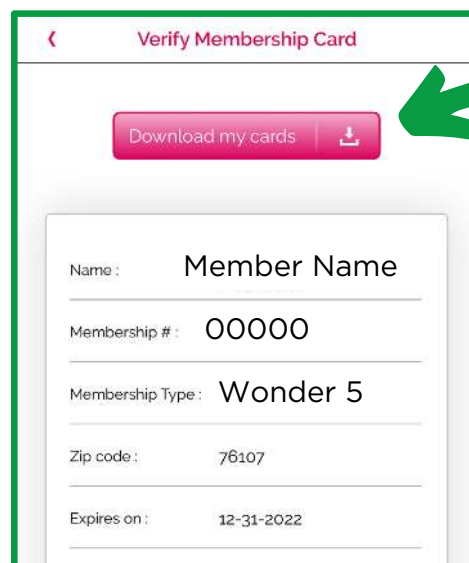 Verify Membership Card
Download my cards
Name : Member Name
Membership # : 00000
Membership Type : Wonder 5
Zip code : 76107
Expires on : 12-31-2022